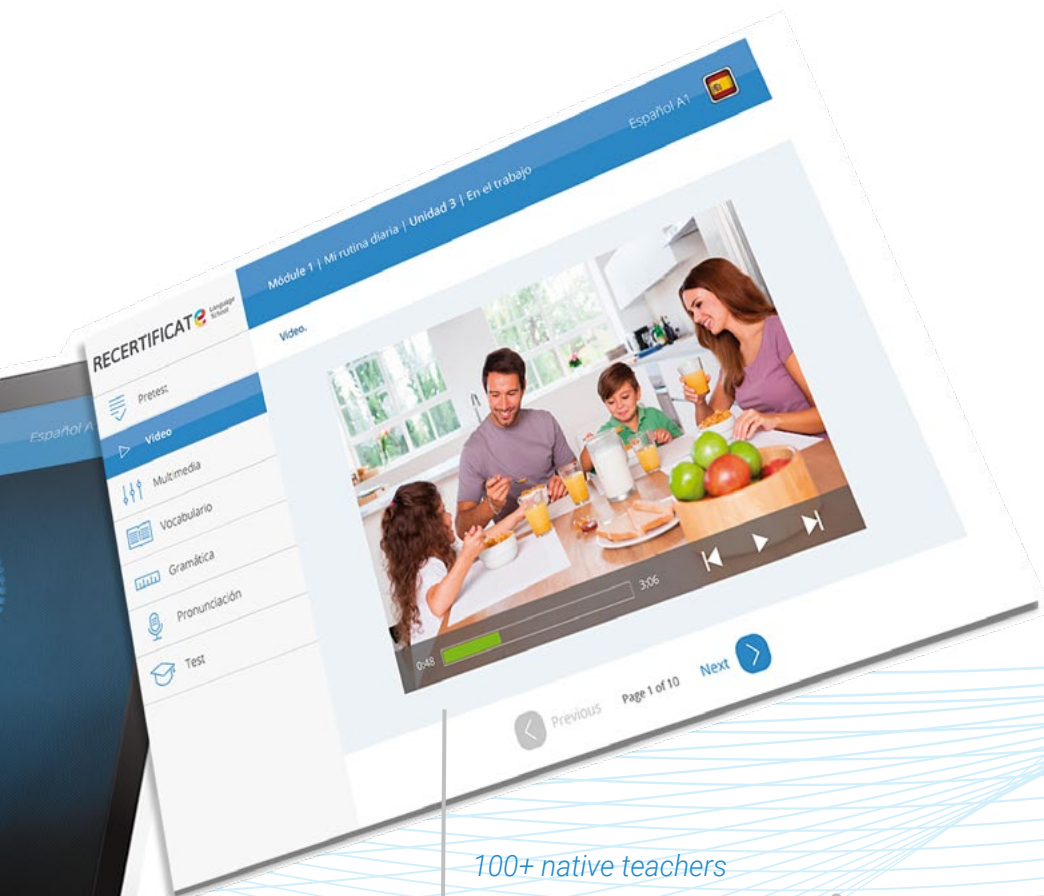 Español A1
Módule 1 | Mi rutina diaria | Unidad 3 | En el trabajo
RECERTIFICATe Language School
Video.
Pretest
Video
Multimedia
Vocabulario
Gramática
Pronunciación
Test
0:48
3:06
Previous
Page 1 of 10
Next
Español A
100+ native teachers